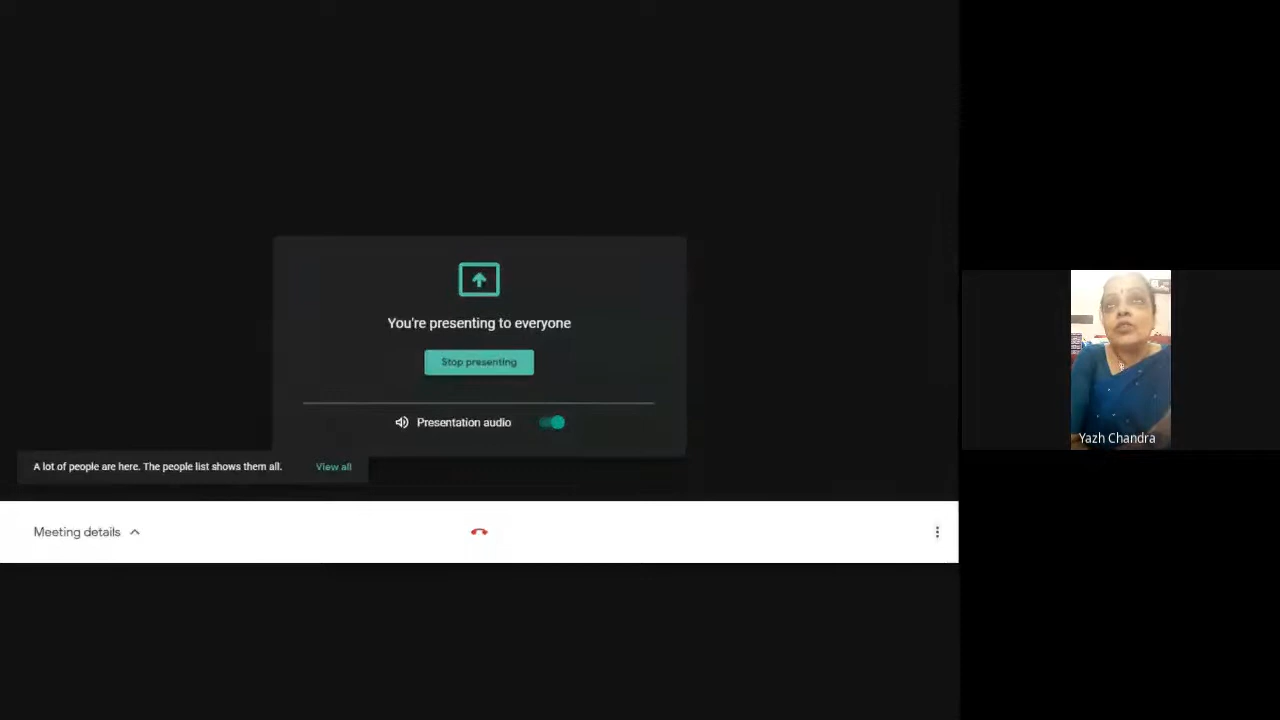 You're presenting to everyone
Stop presenting
Presentation audio
A lot of people are here. The people list shows them all. View all
Meeting details
Yazh Chandra